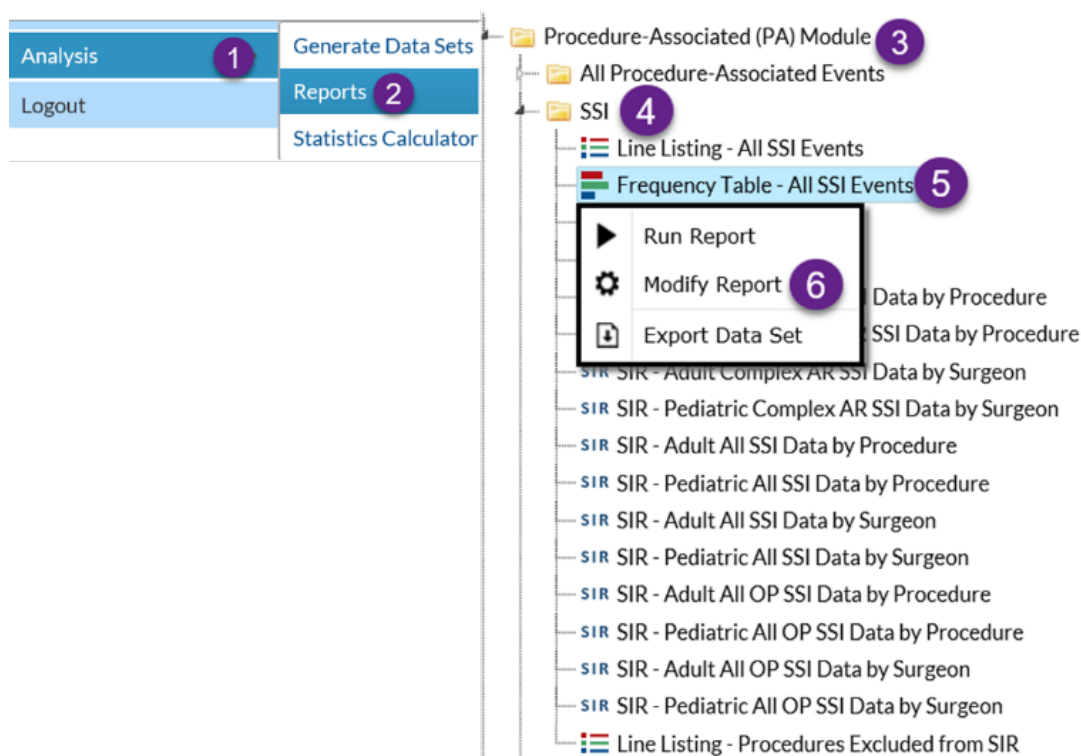 Analysis 1
Logout
Generate Data Sets
Reports 2
Statistics Calculator
Procedure-Associated (PA) Module 3
All Procedure-Associated Events
SSI 4
Line Listing - All SSI Events
Frequency Table - All SSI Events 5
Run Report
Modify Report 6
Export Data Set
Data by Procedure
SSI Data by Procedure
SIR SIR - Adult Complex AR SSI Data by Surgeon
SIR SIR - Pediatric Complex AR SSI Data by Surgeon
SIR SIR - Adult All SSI Data by Procedure
SIR SIR - Pediatric All SSI Data by Procedure
SIR SIR - Adult All SSI Data by Surgeon
SIR SIR - Pediatric All SSI Data by Surgeon
SIR SIR - Adult All OP SSI Data by Procedure
SIR SIR - Pediatric All OP SSI Data by Procedure
SIR SIR - Adult All OP SSI Data by Surgeon
SIR SIR - Pediatric All OP SSI Data by Surgeon
Line Listing - Procedures Excluded from SIR